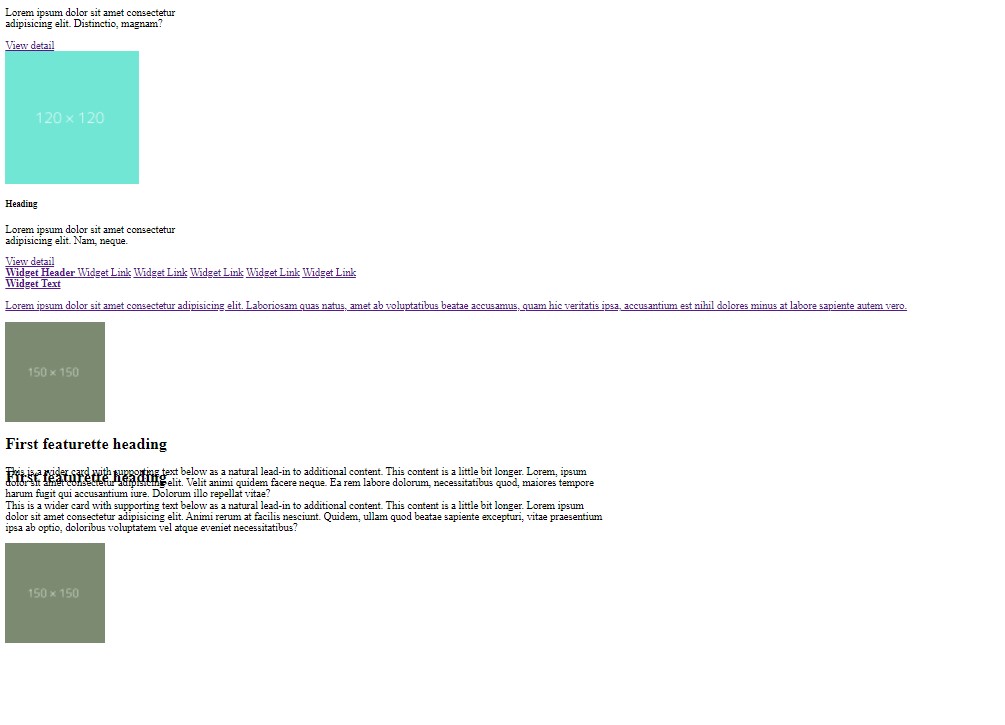 Lorem ipsum dolor sit amet consectetur
adipisicing elit. Distinctio, magnam?
View detail
120 × 120
Heading
Lorem ipsum dolor sit amet consectetur
adipisicing elit. Nam, neque.
View detail
Widget Header Widget Link Widget Link Widget Link Widget Link Widget Link
Widget Text
Lorem ipsum dolor sit amet consectetur adipisicing elit. Laboriosam quas natus, amet ab voluptatibus beatae accusamus, quam hic veritatis ipsa, accusantium est nihil dolores minus at labore sapiente autem vero.
150 × 150
First featurette heading
This is a wider card with supporting text below as a natural lead-in to additional content. This content is a little bit longer. Lorem, ipsum
First featurette heading
dolor sit amet consectetur adipisicing elit. Velit animi quidem facere neque. Ea rem labore dolorum, necessitatibus quod, maiores tempore
harum fugit qui accusantium iure. Dolorum illo repellat vitae?
This is a wider card with supporting text below as a natural lead-in to additional content. This content is a little bit longer. Lorem ipsum
dolor sit amet consectetur adipisicing elit. Animi rerum at facilis nesciunt. Quidem, ullam quod beatae sapiente excepturi, vitae praesentium
ipsa ab optio, doloribus voluptatem vel atque eveniet necessitatibus?
150 × 150